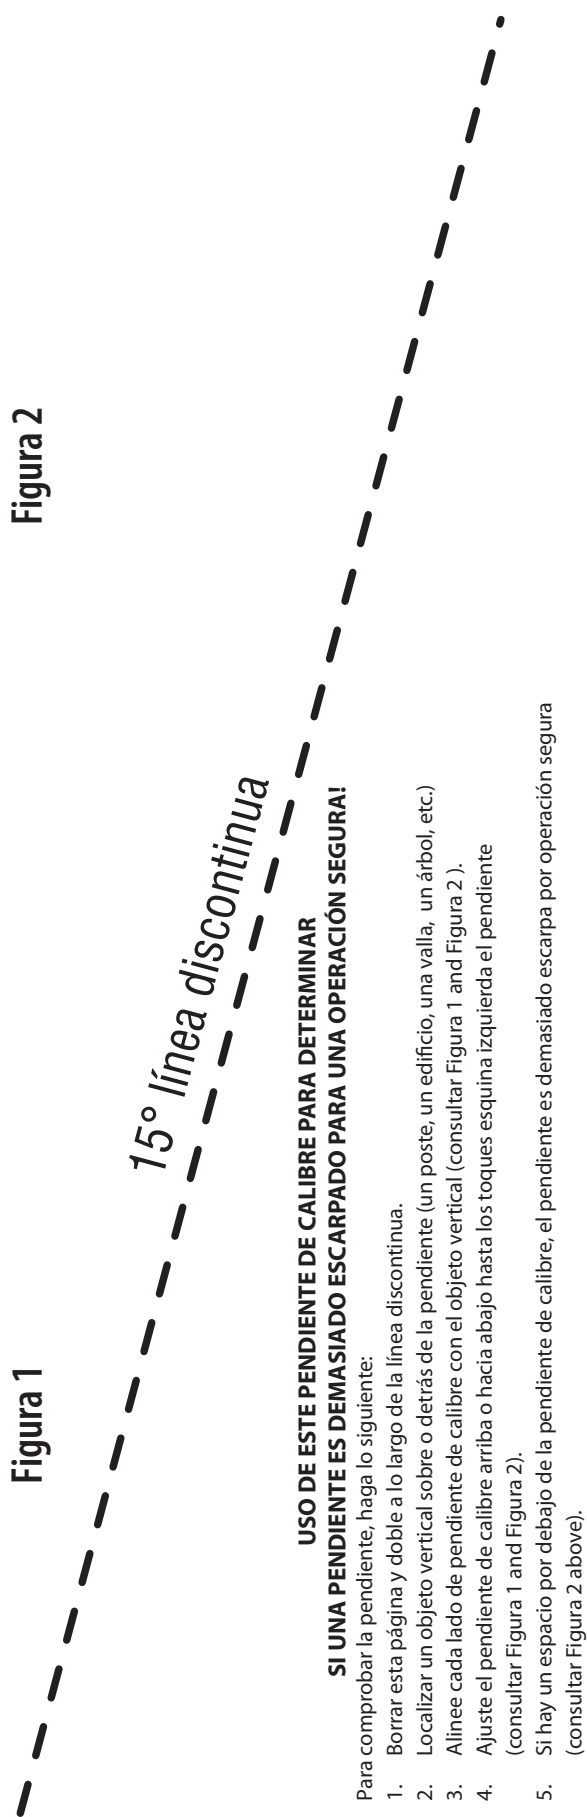 Figura 1
Figura 2
15° línea discontinua
USO DE ESTE PENDIENTE DE CALIBRE PARA DETERMINAR
SI UNA PENDIENTE ES DEMASIADO ESCARPADO PARA UNA OPERACIÓN SEGURA!
Para comprobar la pendiente, haga lo siguiente:
1. Borrar esta página y doble a lo largo de la línea discontinua.
2. Localizar un objeto vertical sobre o detrás de la pendiente (un poste, un edificio, una valla, un árbol, etc.)
3. Alinee cada lado de pendiente de calibre con el objeto vertical (consultar Figura 1 and Figura 2 ).
4. Ajuste el pendiente de calibre arriba o hacia abajo hasta los toques esquina izquierda el pendiente
(consultar Figura 1 and Figura 2).
5. Si hay un espacio por debajo de la pendiente de calibre, el pendiente es demasiado escarpa por operación segura
(consultar Figura 2 above).